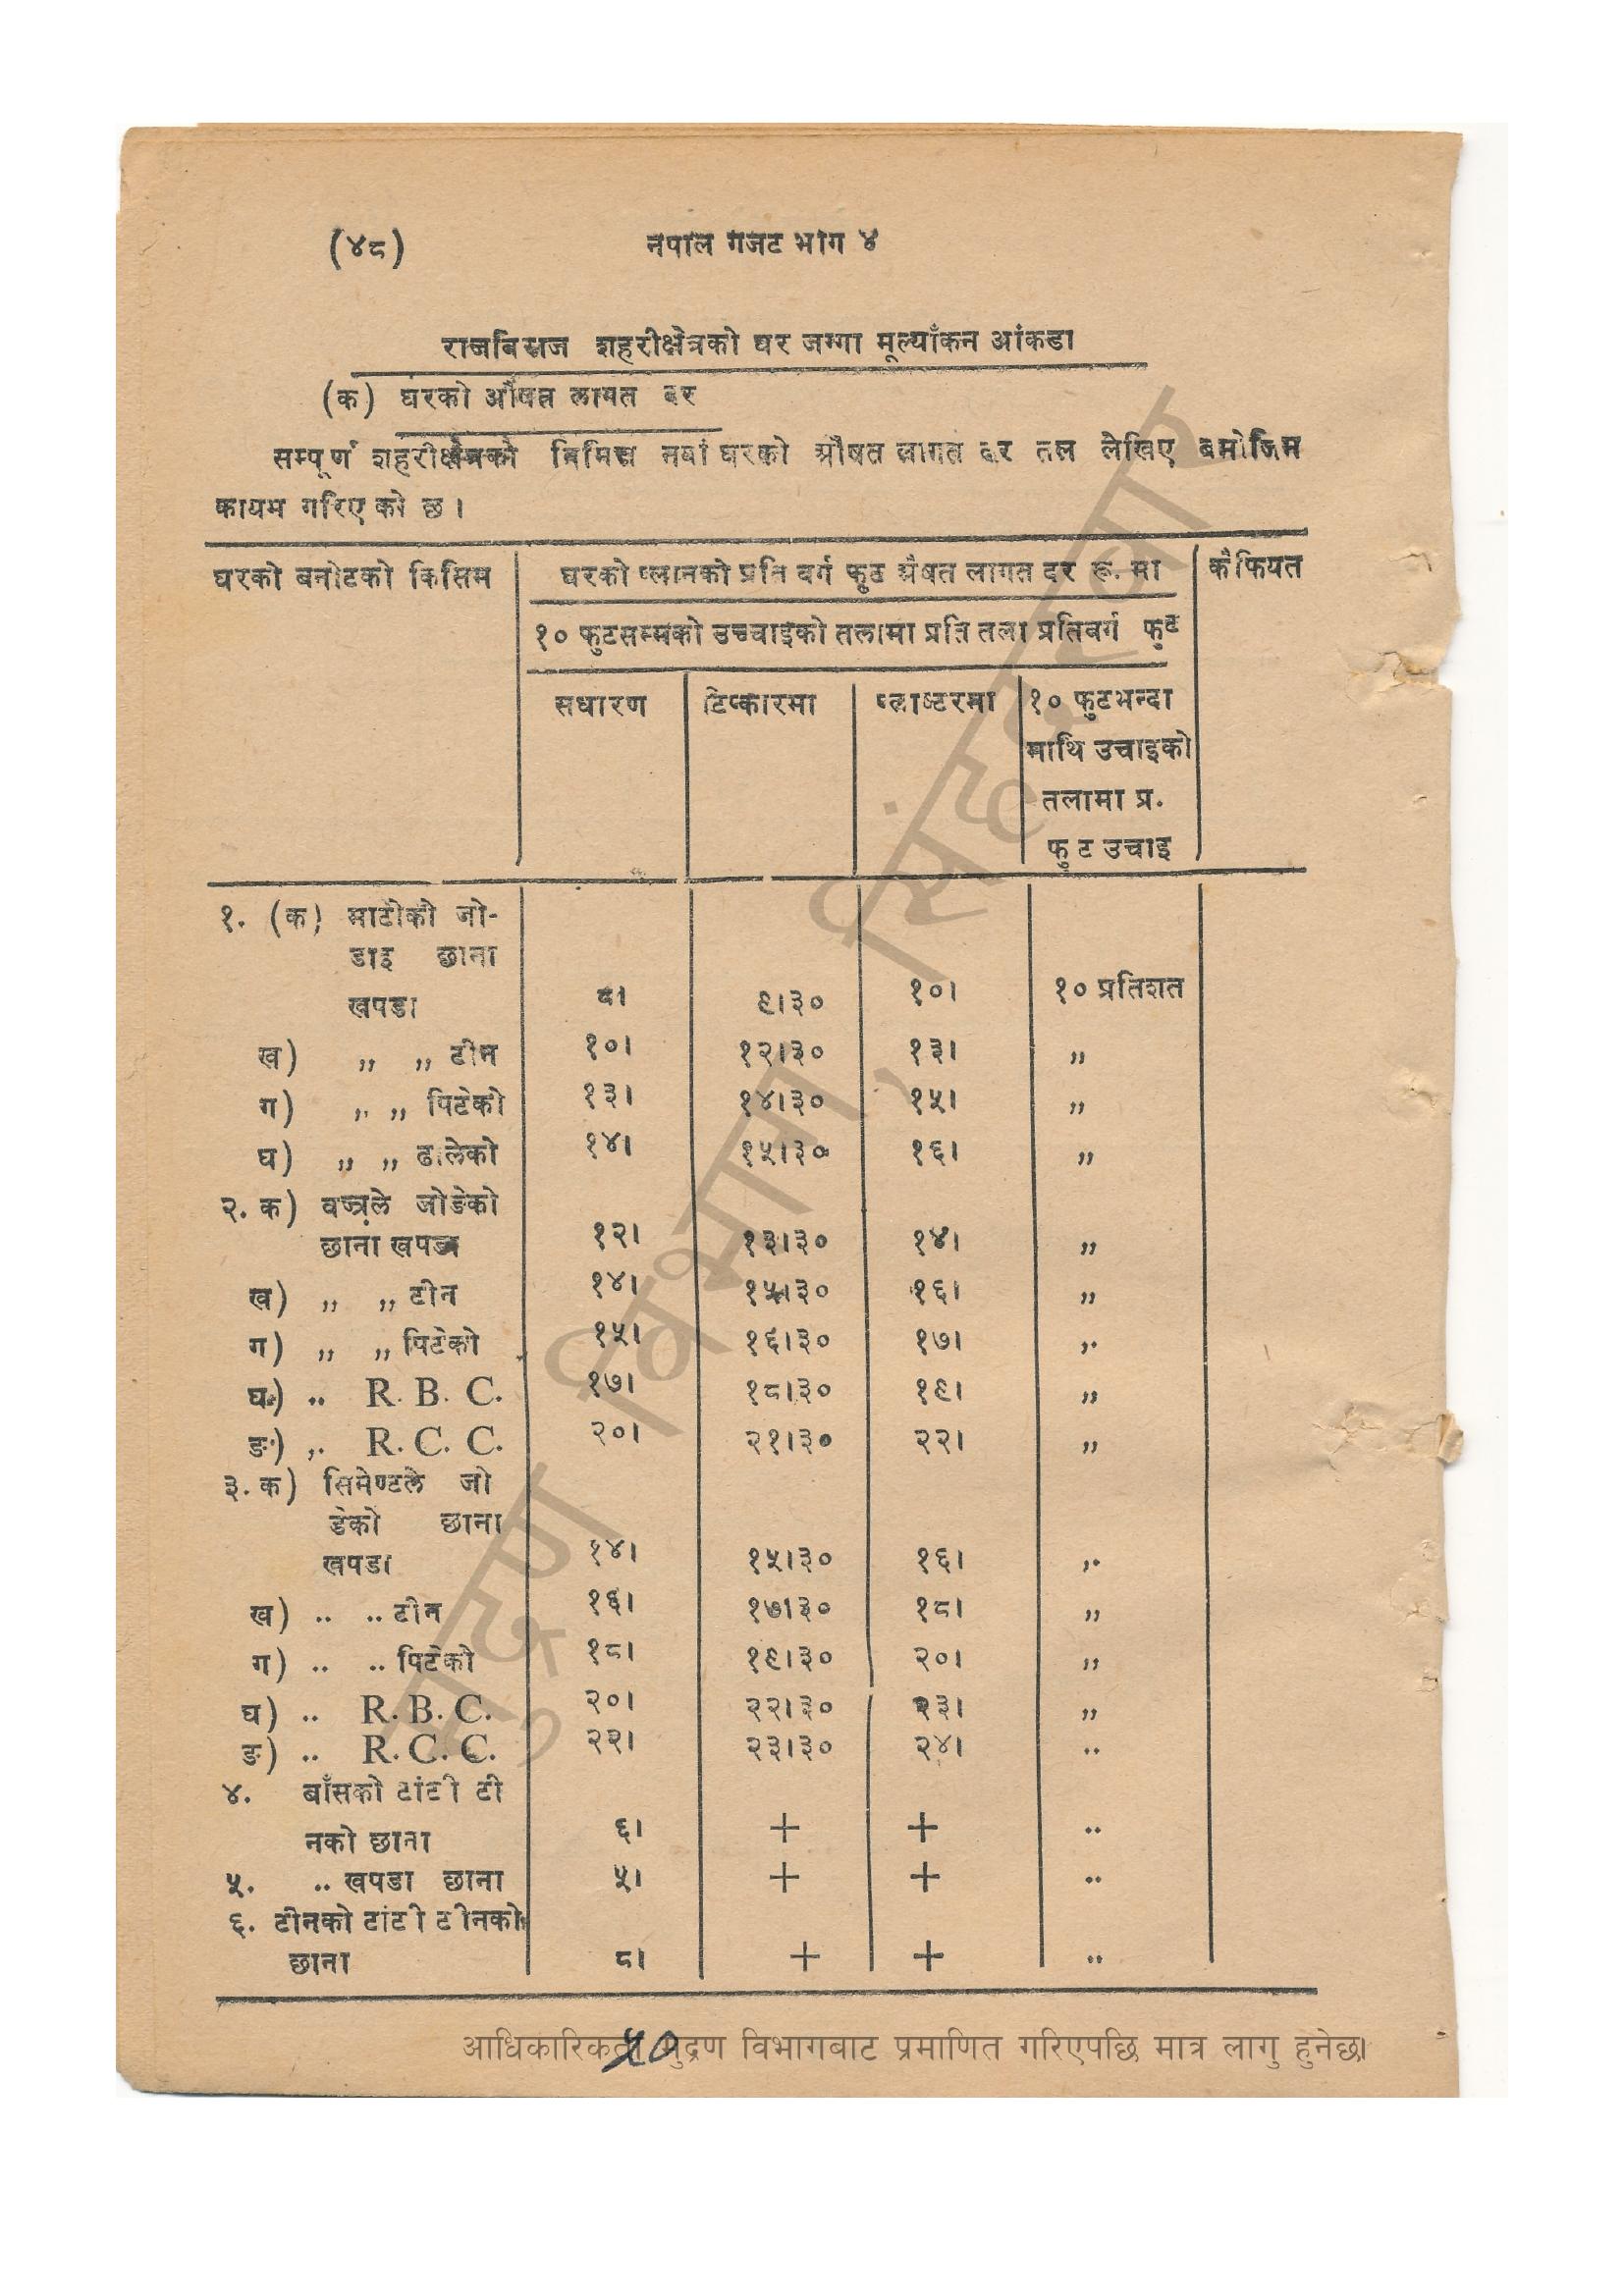 (४८) नेपाल गजट भाग ४
राजबिराज शहरीक्षेत्रको घर जग्गा मूल्याँकन आंकडा
(क) घरको औषत लागत दर
सम्पूर्ण शहरीक्षेत्रको निमित्त नयां घरको औषत लागत दर तल लेखिए बमोजिम
कायम गरिएको छ ।
घरको बनोटको किसिम घरको प्लानको प्रति वर्ग फुट औषत लागत दर रू. मा कैफियत
१० फुटसम्मको उच्चाइको तलामा प्रति तला प्रतिवर्ग फुट
सधारण टिप्कारमा प्लाष्टरमा १० फुटभन्दा
माथि उचाइको
तलामा प्र.
फुट उचाइ
१. (क) माटोको जो-
डाइ छाना
खपडा ८। ९।३० १०। १० प्रतिशत
ख) ,, ,, टीन १०। १२।३० १३। ,,
ग) ,, ,, पिटेको १३। १४।३० १५। ,,
घ) ,, ,, ढालेको १४। १५।३० १६। ,,
२. क) वज्रले जोडेको
छाना खपडा १२। १३।३० १४। ,,
ख) ,, ,, टीन १४। १५।३० १६। ,,
ग) ,, ,, पिटेको १५। १६।३० १७। ,,
घ) ,, R. B. C. १७। १८।३० १९। ,,
ङ) ,, R. C. C. २०। २१।३० २२। ,,
३. क) सिमेण्टले जो
डेको छाना
खपडा १४। १५।३० १६। ,,
ख) ,, ,, टीन १६। १७।३० १८। ,,
ग) ,, ,, पिटेको १८। १९।३० २०। ,,
घ) ,, R. B. C. २०। २२।३० २३। ,,
ङ) ,, R. C. C. २२। २३।३० २४। ,,
४. बाँसको टांटी टी
नको छाना ६। + + ,,
५. ,, खपडा छाना ५। + + ,,
६. टीनको टांटी टीनको
छाना ८। + + ,,
५०
आधिकारिकता मुद्रण विभागबाट प्रमाणित गरिएपछि मात्र लागु हुनेछ।
मुद्रण विभाग, सिंहदरबार